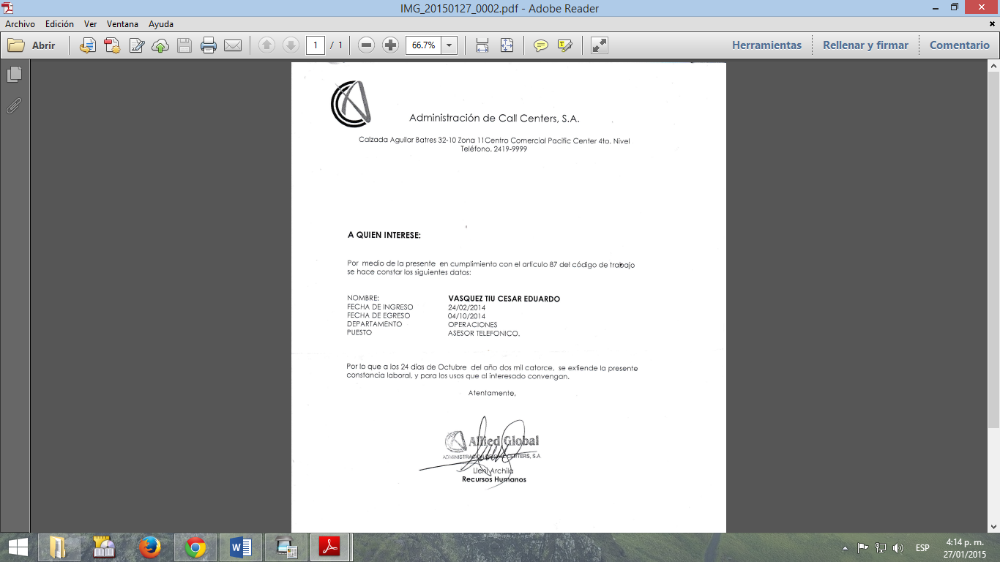 IMG_20150127_0002.pdf - Adobe Reader
Archivo Edición Ver Ventana Ayuda
Abrir 1 / 1 66.7% Herramientas Rellenar y firmar Comentario
Administración de Call Centers, S.A.
Calzada Aguilar Batres 32-10 Zona 11Centro Comercial Pacific Center 4to. Nivel
Teléfono. 2419-9999
A QUIEN INTERESE:
Por medio de la presente en cumplimiento con el artículo 87 del código de trabajo
se hace constar los siguientes datos:
NOMBRE: VASQUEZ TIU CESAR EDUARDO
FECHA DE INGRESO 24/02/2014
FECHA DE EGRESO 04/10/2014
DEPARTAMENTO OPERACIONES
PUESTO ASESOR TELEFONICO.
Por lo que a los 24 días de Octubre del año dos mil catorce, se extiende la presente
constancia laboral, y para los usos que al interesado convengan.
Atentamente,
Allied Global
ADMINISTRACIÓN DE CALL CENTERS, S.A
Lleni Archila
Recursos Humanos
ESP
4:14 p. m.
27/01/2015